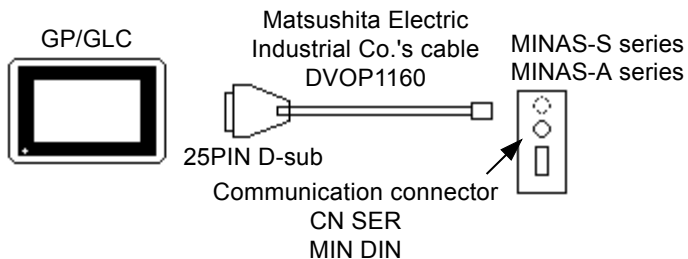 GP/GLC
Matsushita Electric
Industrial Co.'s cable
DVOP1160
MINAS-S series
MINAS-A series
25PIN D-sub
Communication connector
CN SER
MIN DIN